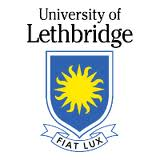 University of
Lethbridge
FIAT LUX